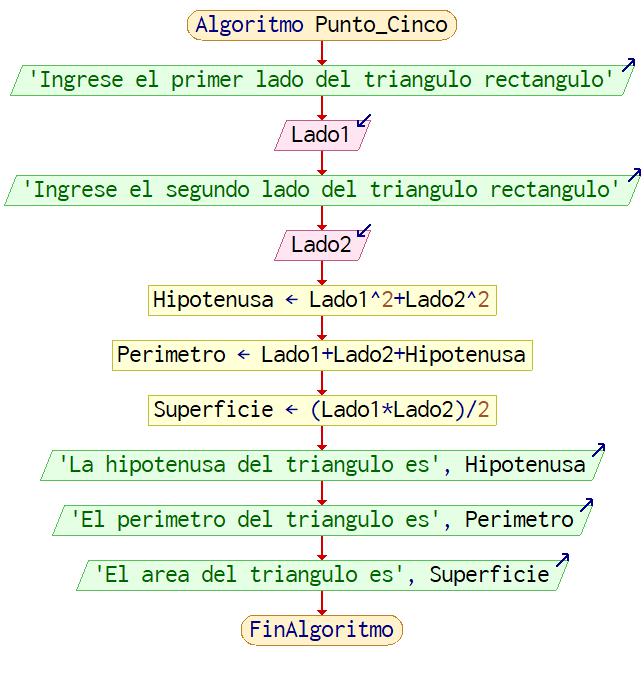 Algoritmo Punto_Cinco
'Ingrese el primer lado del triangulo rectangulo'
Lado1
'Ingrese el segundo lado del triangulo rectangulo'
Lado2
Hipotenusa ← Lado1^2+Lado2^2
Perimetro ← Lado1+Lado2+Hipotenusa
Superficie ← (Lado1*Lado2)/2
'La hipotenusa del triangulo es', Hipotenusa
'El perimetro del triangulo es', Perimetro
'El area del triangulo es', Superficie
FinAlgoritmo